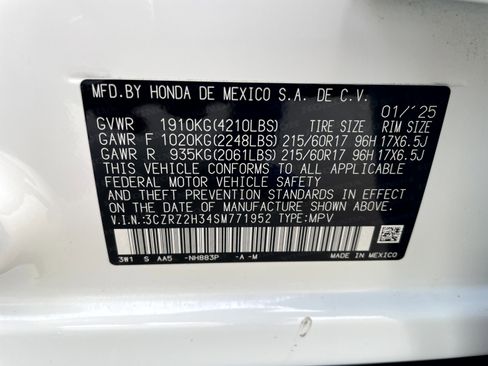 MFD.BY HONDA DE MEXICO S.A. DE C.V.
01/'25
GVWR 1910KG(4210LBS) TIRE SIZE RIM SIZE
GAWR F 1020KG(2248LBS) 215/60R17 96H 17X6.5J
GAWR R 935KG(2061LBS) 215/60R17 96H 17X6.5J
THIS VEHICLE CONFORMS TO ALL APPLICABLE
FEDERAL MOTOR VEHICLE SAFETY
AND THEFT PREVENTION STANDARDS IN EFFECT
ON THE DATE OF MANUFACTURE SHOWN ABOVE.
V.I.N.:3CZRZ2H34SM771952 TYPE:MPV
3W1 S AA5 -NH883P -A -M MADE IN MEXICO